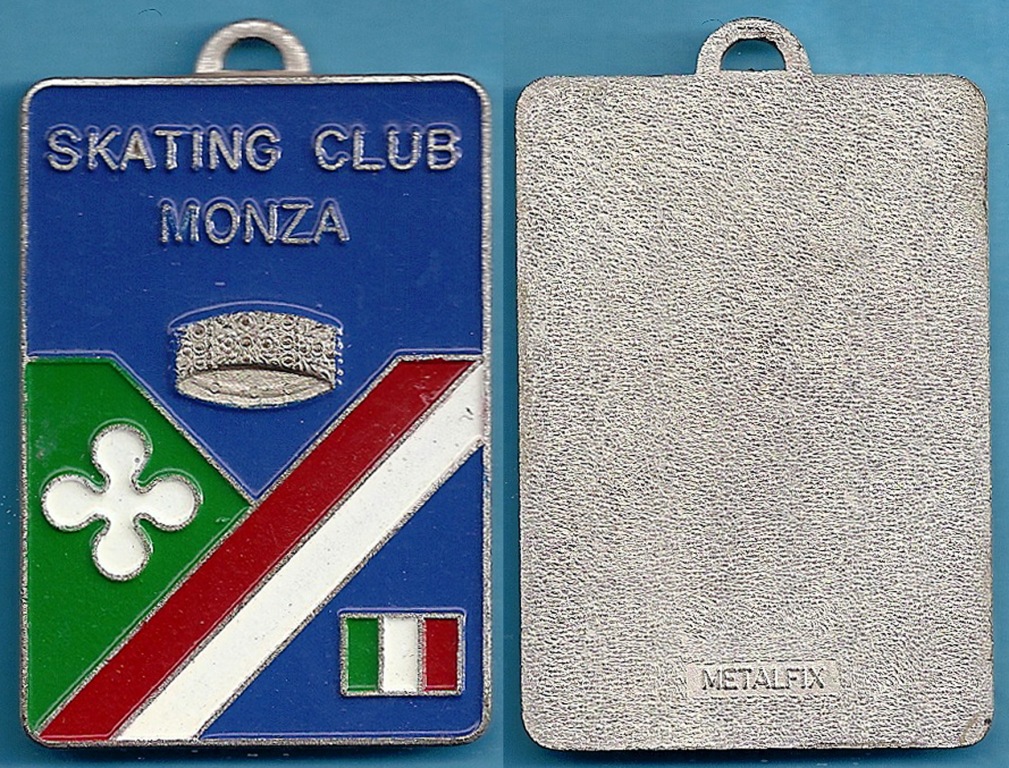 SKATING CLUB
MONZA
METALFIX